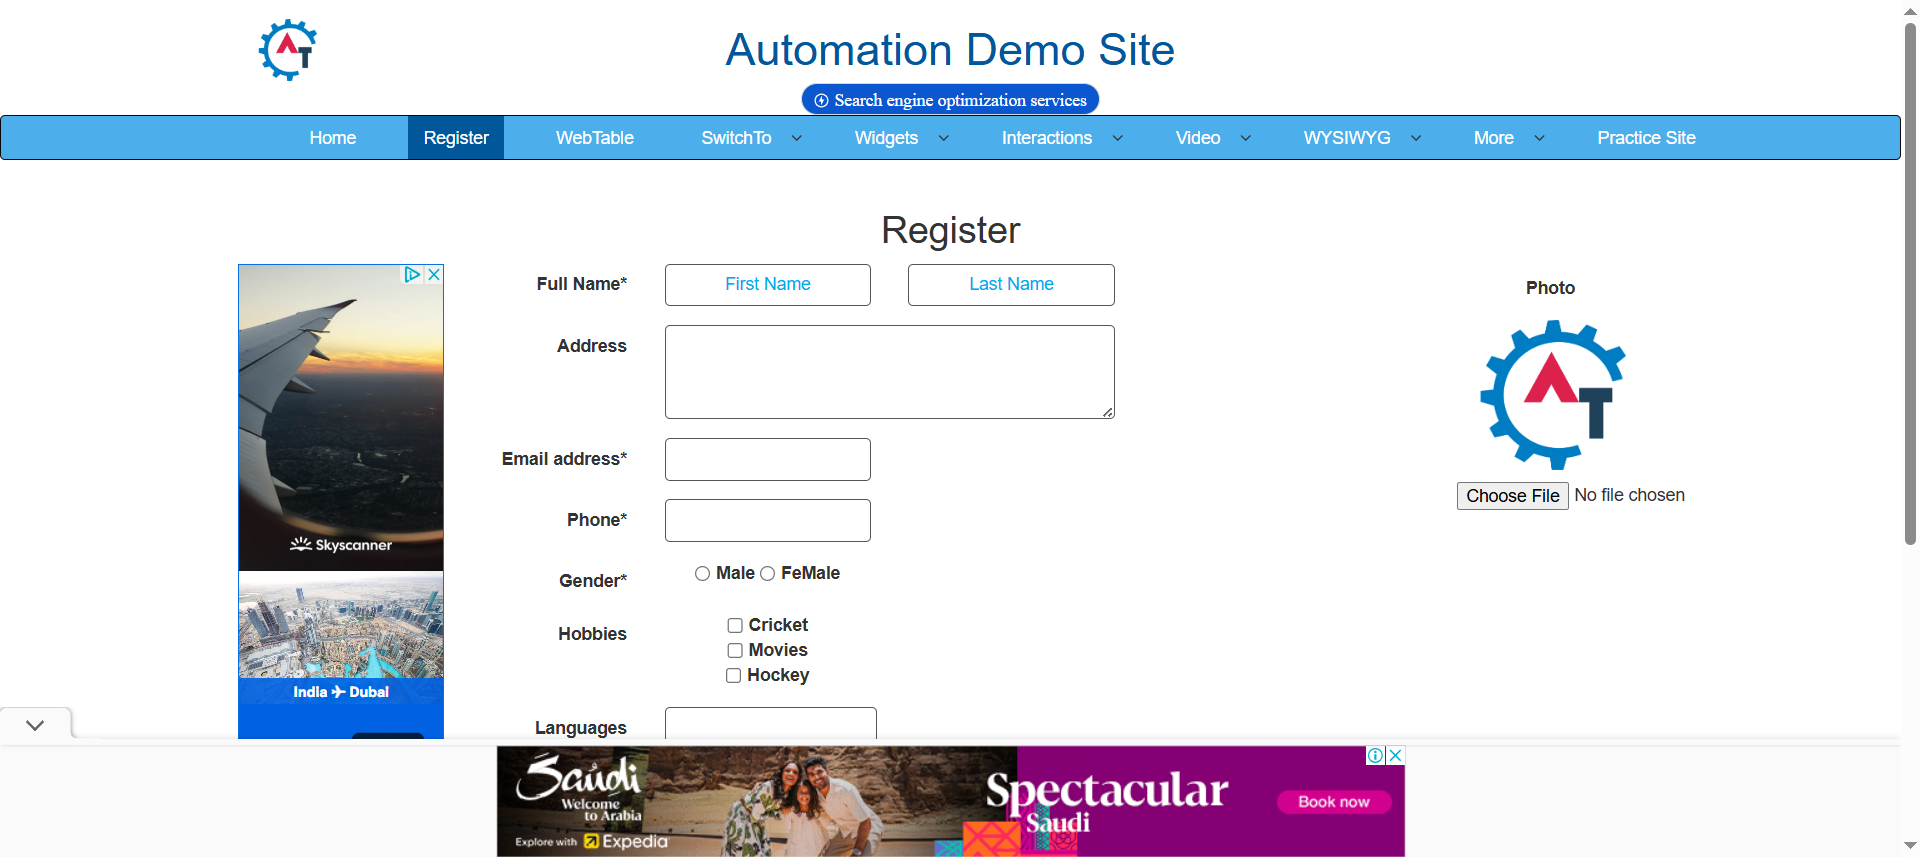 AT
Automation Demo Site
Search engine optimization services
Home Register WebTable SwitchTo Widgets Interactions Video WYSIWYG More Practice Site
Register
Full Name* First Name Last Name
Address
Email address*
Phone*
Gender* Male FeMale
Hobbies Cricket
Movies
Hockey
Languages
Photo
AT
Choose File No file chosen
Skyscanner
India Dubai
Saudi
Welcome
to Arabia
Explore with Expedia
Spectacular
Saudi
Book now